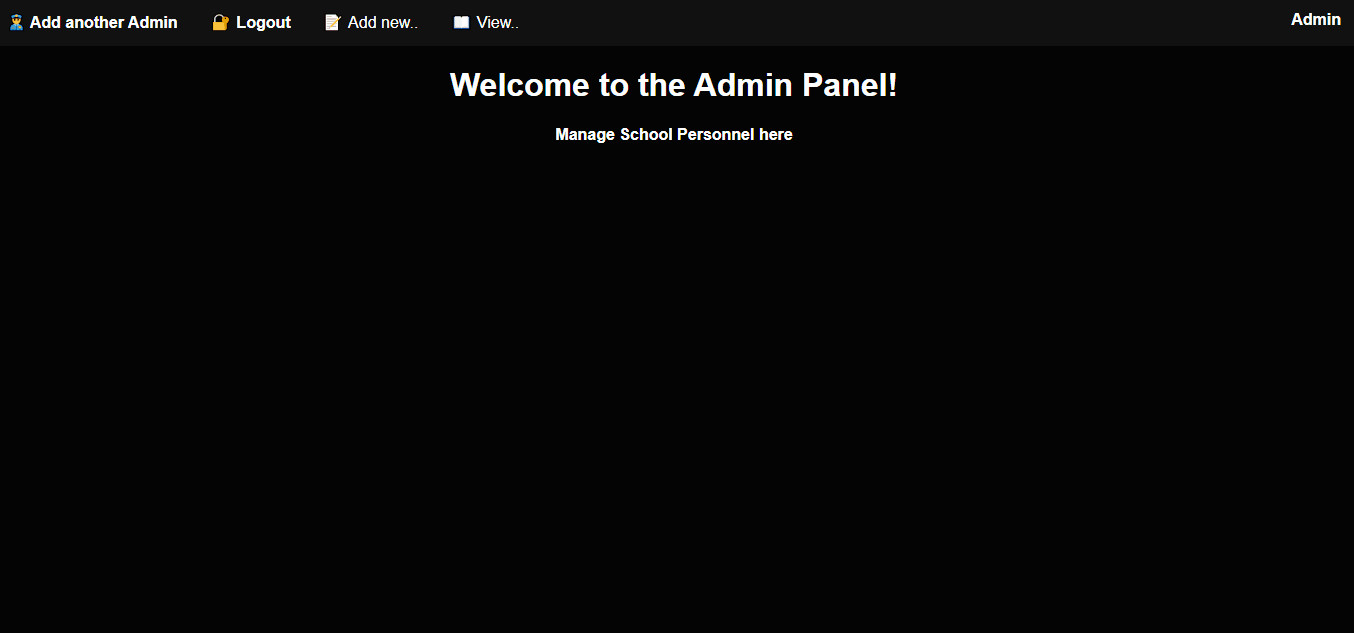 Add another Admin Logout Add new.. View.. Admin
Welcome to the Admin Panel!
Manage School Personnel here